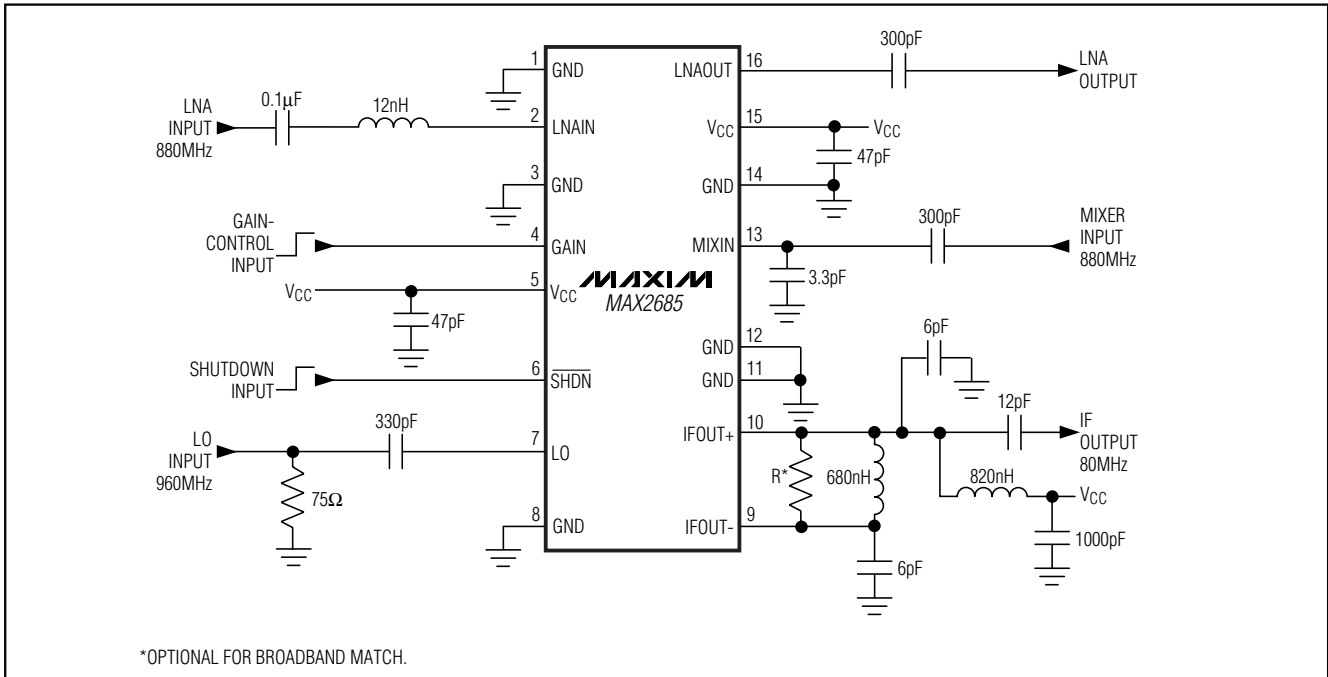 LNA
INPUT
880MHz
0.1μF
12nH
1
GND
2
LNAIN
3
GND
GAIN-
CONTROL
INPUT
4
GAIN
VCC
5
VCC
47pF
SHUTDOWN
INPUT
6
SHDN
LO
INPUT
960MHz
75Ω
330pF
7
LO
8
GND
MAXIM
MAX2685
LNAOUT
16
300pF
LNA
OUTPUT
VCC
15
VCC
47pF
GND
14
MIXIN
13
300pF
MIXER
INPUT
880MHz
3.3pF
GND
12
GND
11
6pF
IFOUT+
10
12pF
IF
OUTPUT
80MHz
R*
680nH
820nH
VCC
1000pF
IFOUT-
9
6pF
*OPTIONAL FOR BROADBAND MATCH.